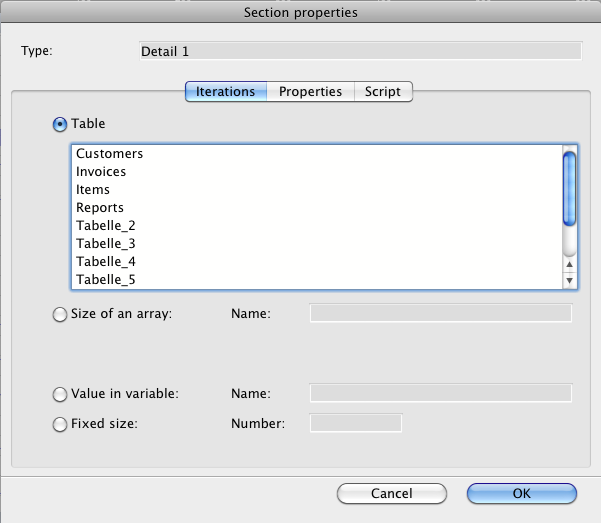 Section properties
Type: Detail 1
Iterations Properties Script
Table
Customers
Invoices
Items
Reports
Tabelle_2
Tabelle_3
Tabelle_4
Tabelle_5
Size of an array: Name:
Value in variable: Name:
Fixed size: Number:
Cancel OK